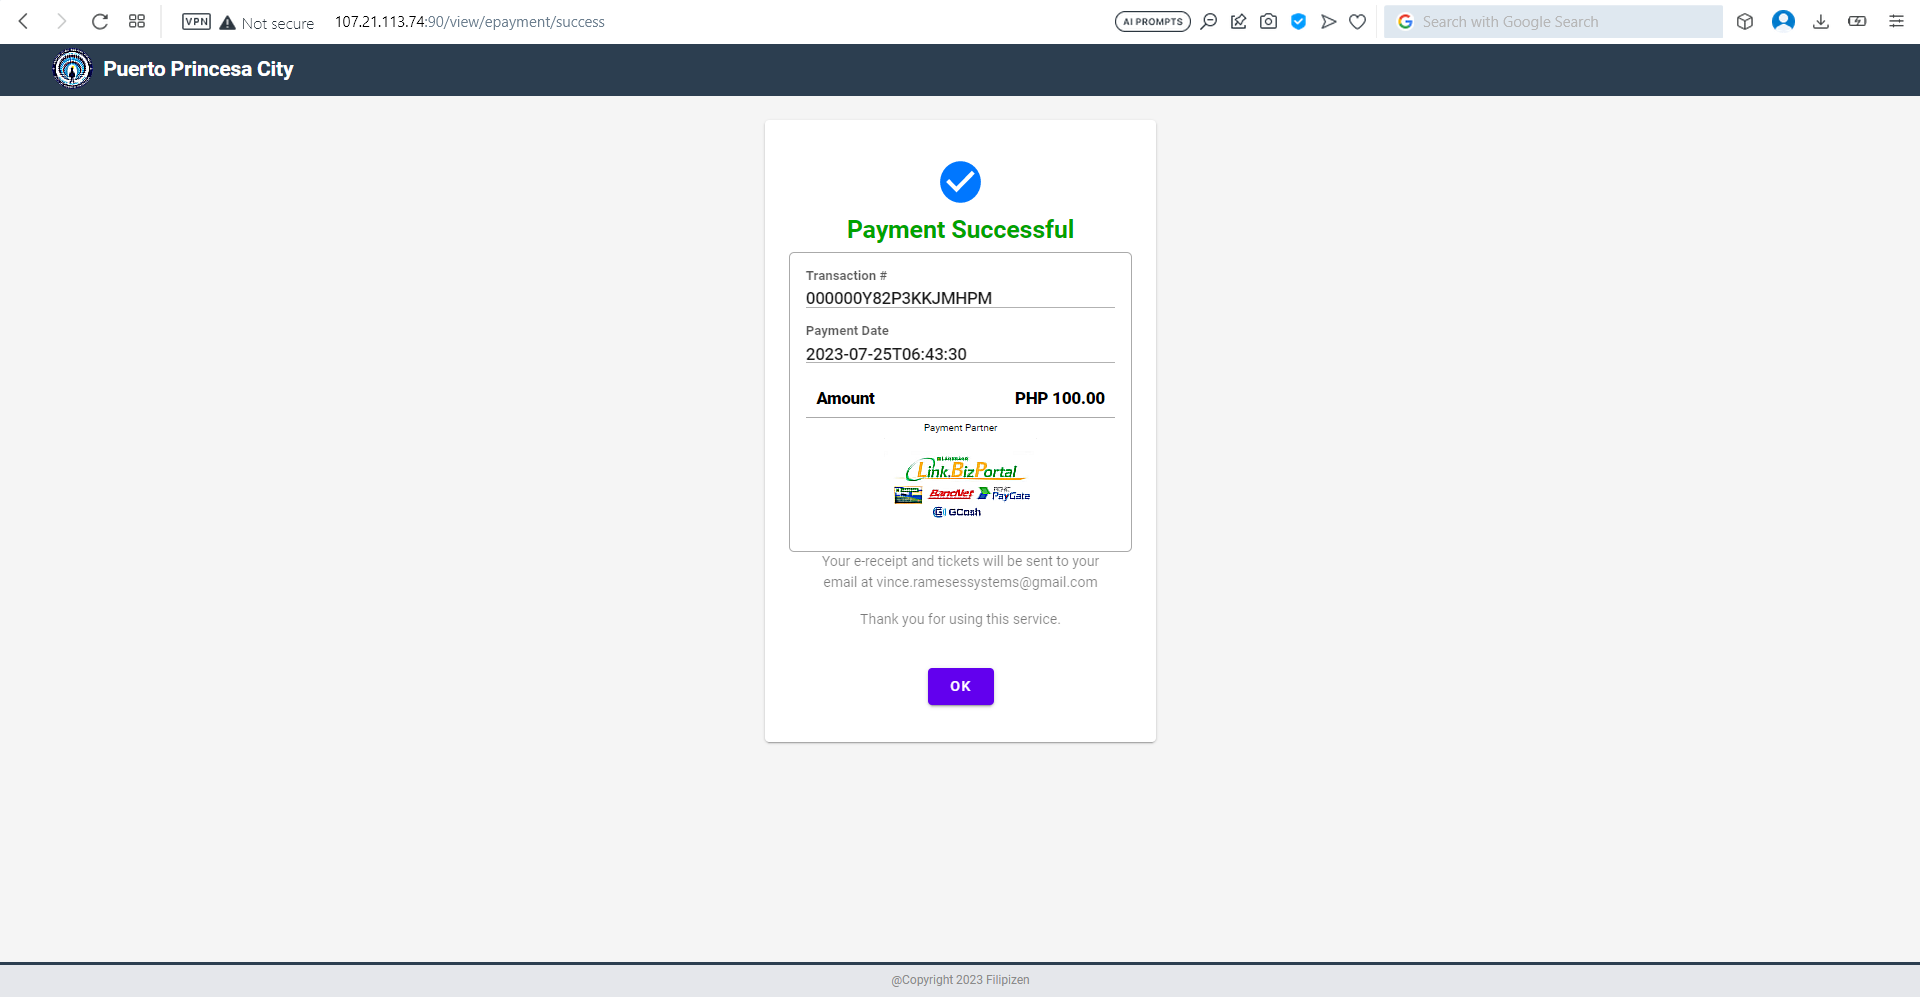 VPN
Not secure
107.21.113.74:90/view/epayment/success
AI PROMPTS
Search with Google Search
Puerto Princesa City
Payment Successful
Transaction #
000000Y82P3KKJMHPM
Payment Date
2023-07-25T06:43:30
Amount PHP 100.00
Payment Partner
LANDBANK
Link.BizPortal
BancNet
PayGate
GCash
Your e-receipt and tickets will be sent to your
email at vince.ramesessystems@gmail.com
Thank you for using this service.
OK
@Copyright 2023 Filipizen